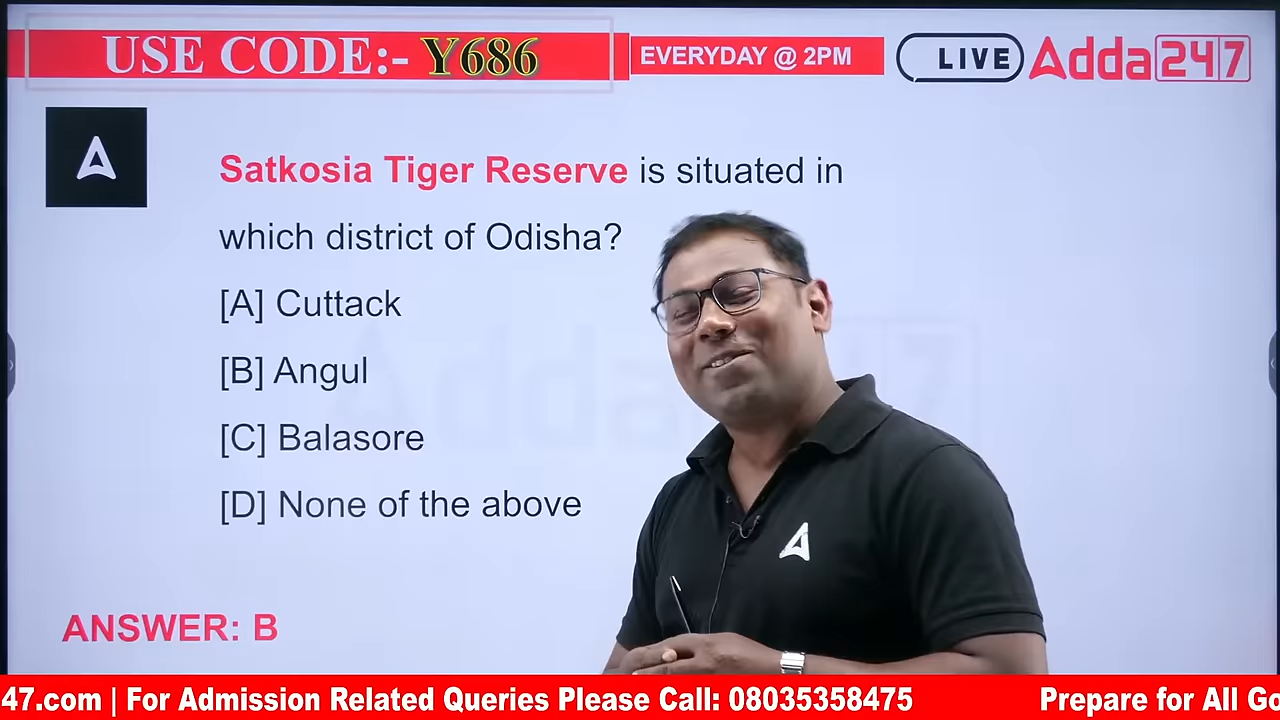 USE CODE:- Y686
EVERYDAY @ 2PM
LIVE
Adda247
Satkosia Tiger Reserve is situated in
which district of Odisha?
[A] Cuttack
[B] Angul
[C] Balasore
[D] None of the above
ANSWER: B
47.com | For Admission Related Queries Please Call: 08035358475
Prepare for All Go
Adda247